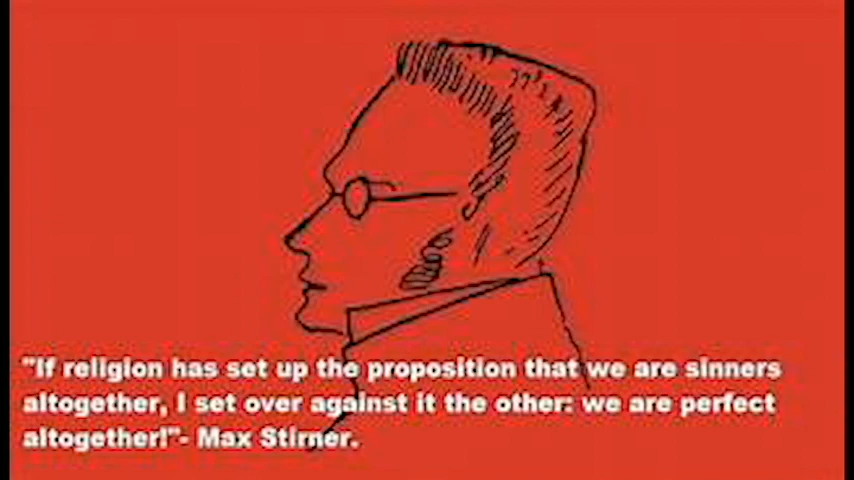 "If religion has set up the proposition that we are sinners
altogether, I set over against it the other: we are perfect
altogether!"- Max Stirner.